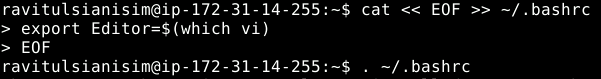 ravitulsianisim@ip-172-31-14-255:~$ cat << EOF >> ~/.bashrc
> export Editor=$(which vi)
> EOF
ravitulsianisim@ip-172-31-14-255:~$ . ~/.bashrc